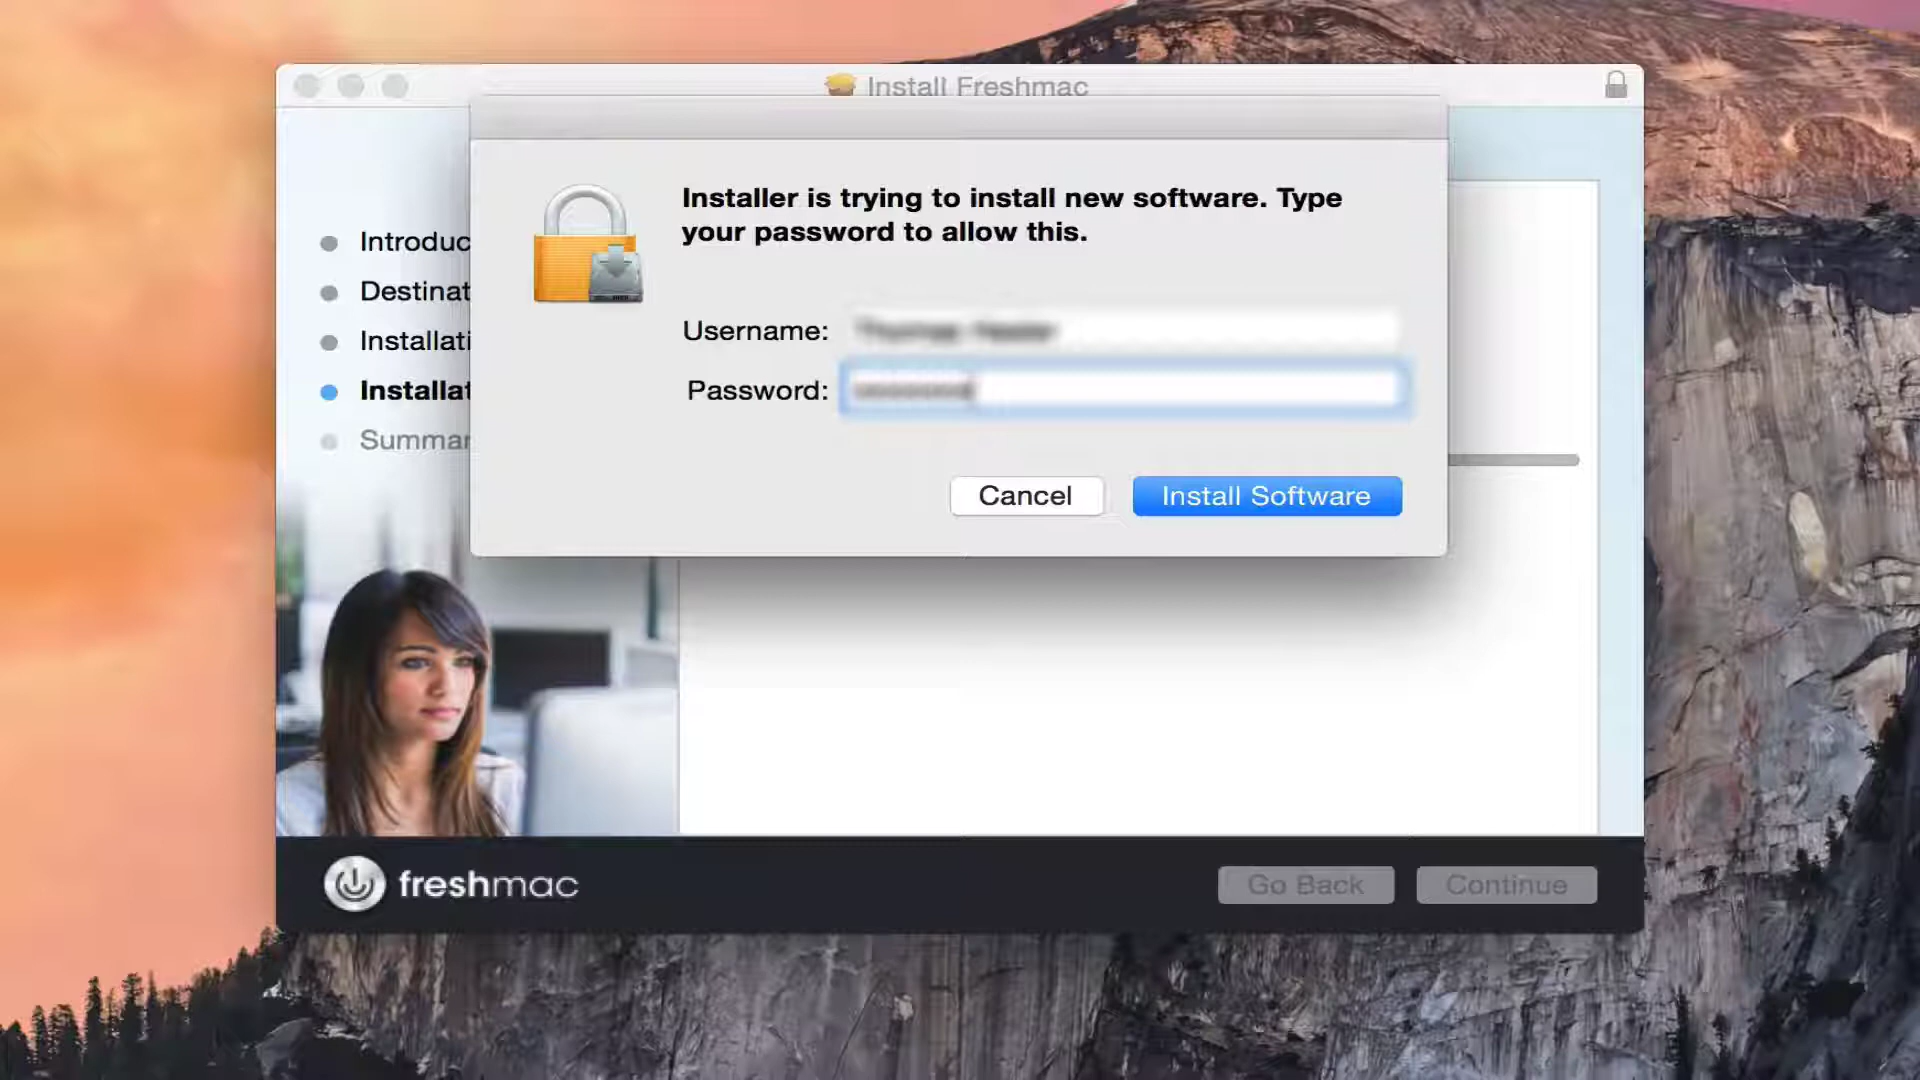 Install Freshmac
Installer is trying to install new software. Type
your password to allow this.
Introduc
Destinat
Installati
Installat
Summar
Username:
Password:
Cancel
Install Software
freshmac
Go Back
Continue